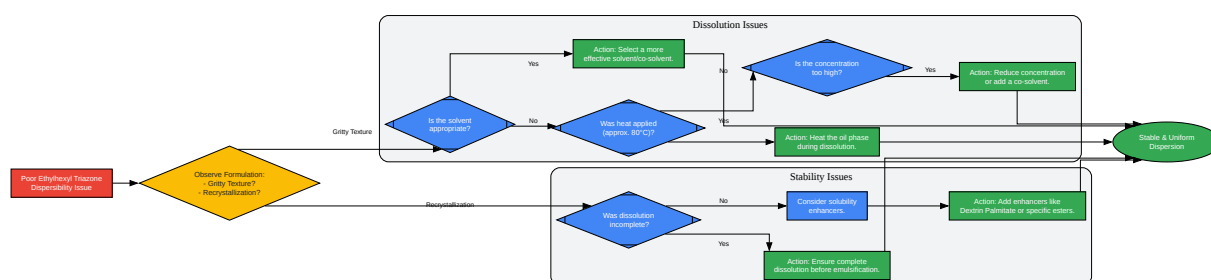 Dissolution Issues
Action: Select a more
effective solvent/co-solvent.
Yes
No
Is the concentration
too high?
Yes
Action: Reduce concentration
or add a co-solvent.
Gritty Texture
Is the solvent
appropriate?
No
Was heat applied
(approx. 80°C)?
Yes
Action: Heat the oil phase
during dissolution.
Stable & Uniform
Dispersion
Poor Ethylhexyl Triazone
Dispersibility Issue
Observe Formulation:
- Gritty Texture?
- Recrystallization?
Stability Issues
Recrystallization
Was dissolution
incomplete?
No
Consider solubility
enhancers.
Action: Add enhancers like
Dextrin Palmitate or specific esters.
Yes
Action: Ensure complete
dissolution before emulsification.